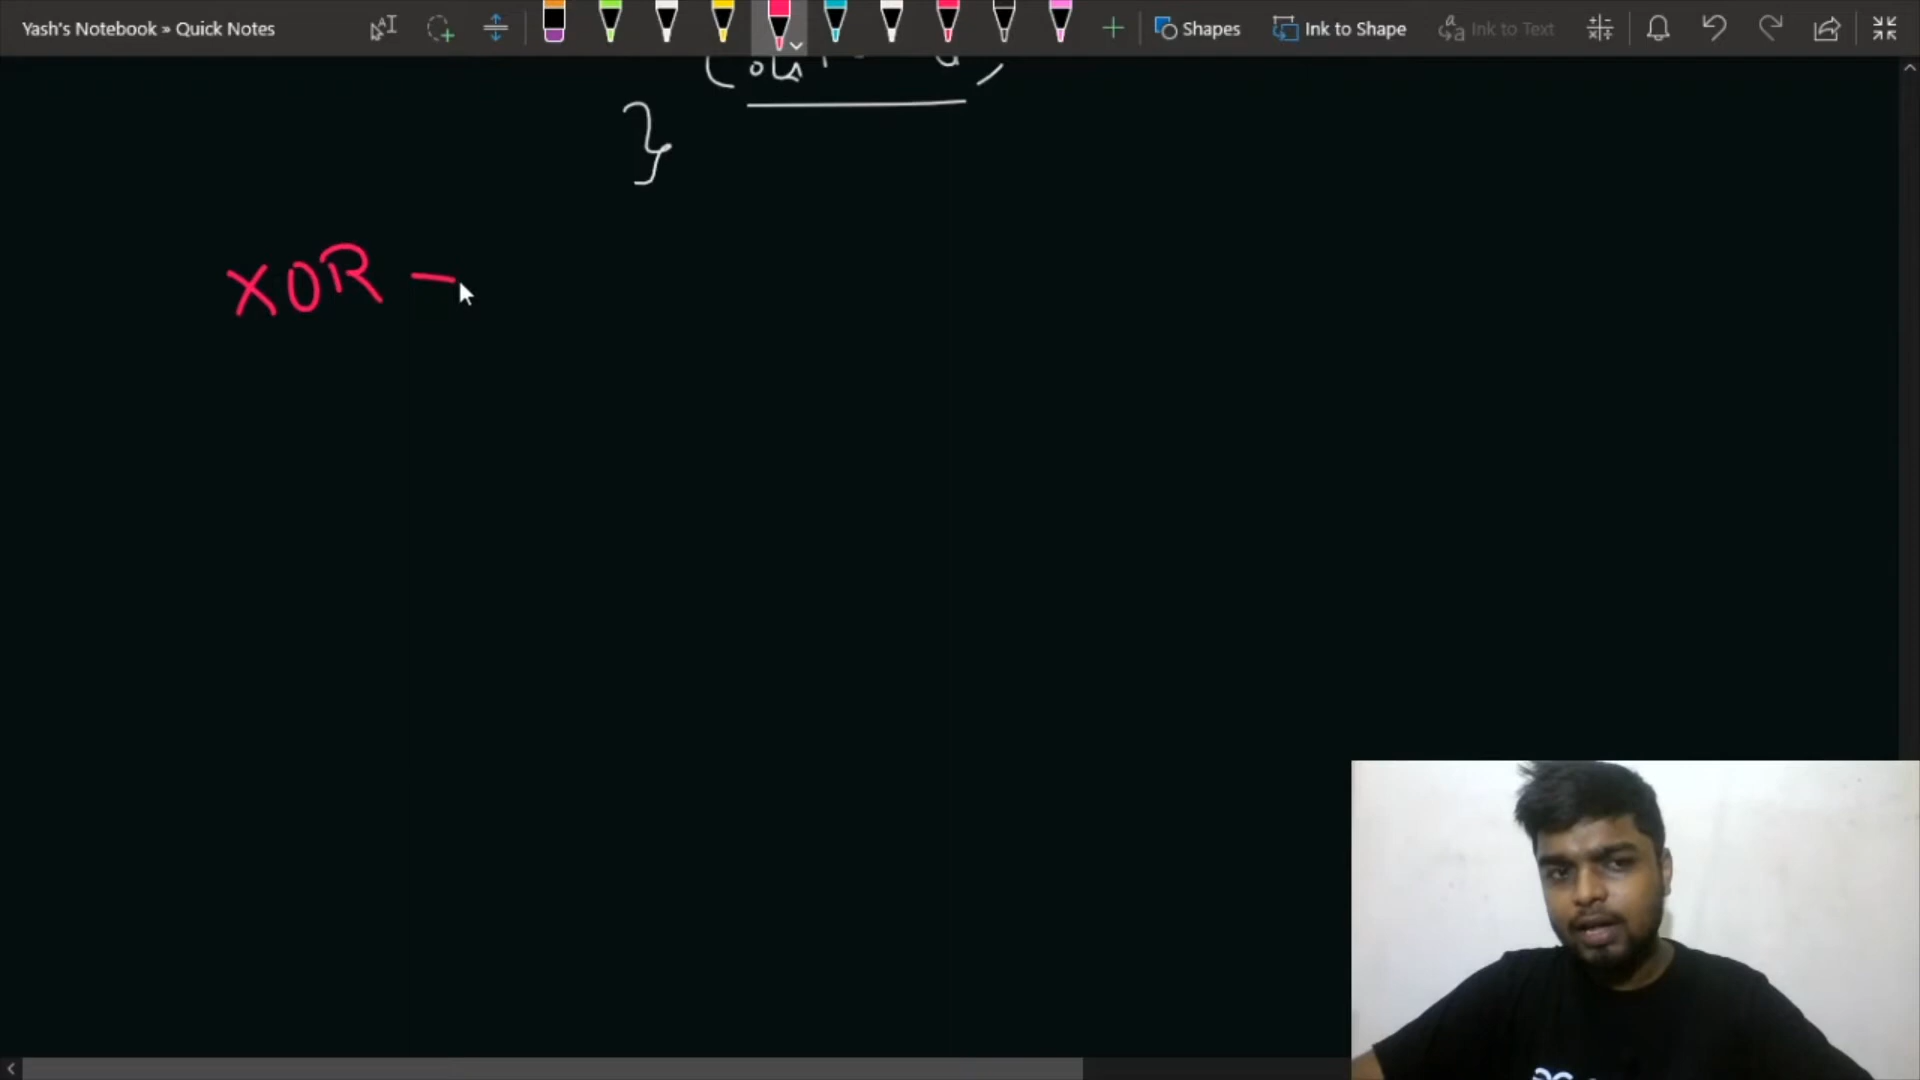 Yash's Notebook » Quick Notes
Shapes
Ink to Shape
Ink to Text
}
XOR —